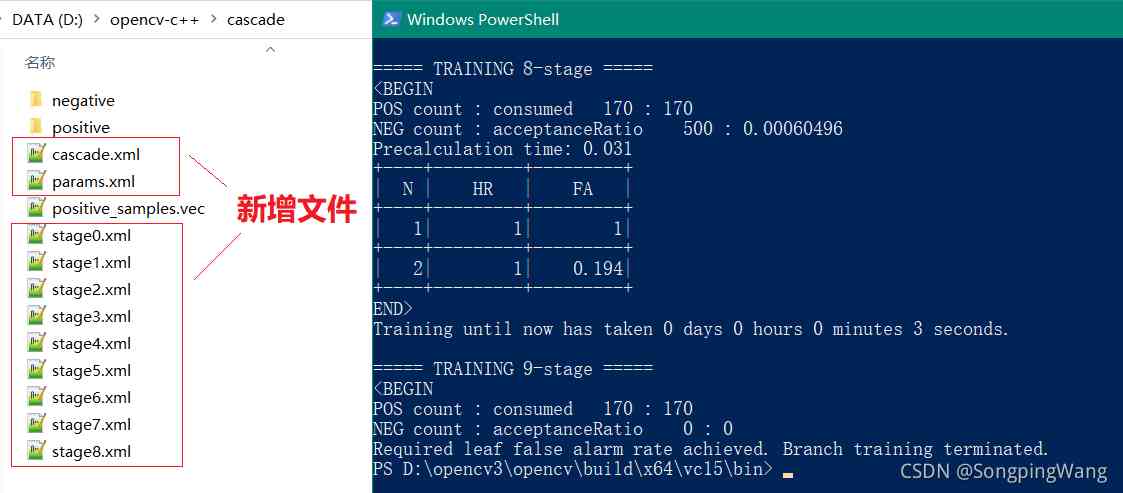 DATA (D:) > opencv-c++ > cascade
名称
negative
positive
cascade.xml
params.xml
positive_samples.vec
stage0.xml
stage1.xml
stage2.xml
stage3.xml
stage4.xml
stage5.xml
stage6.xml
stage7.xml
stage8.xml
新增文件
Windows PowerShell
===== TRAINING 8-stage =====
<BEGIN
POS count : consumed   170 : 170
NEG count : acceptanceRatio    500 : 0.00060496
Precalculation time: 0.031
+----+---------+---------+
|  N |    HR   |    FA   |
+----+---------+---------+
|   1|        1|        1|
+----+---------+---------+
|   2|        1|    0.194|
+----+---------+---------+
END>
Training until now has taken 0 days 0 hours 0 minutes 3 seconds.
===== TRAINING 9-stage =====
<BEGIN
POS count : consumed   170 : 170
NEG count : acceptanceRatio    0 : 0
Required leaf false alarm rate achieved. Branch training terminated.
PS D:\opencv3\opencv\build\x64\vc15\bin> _
CSDN @SongpingWang